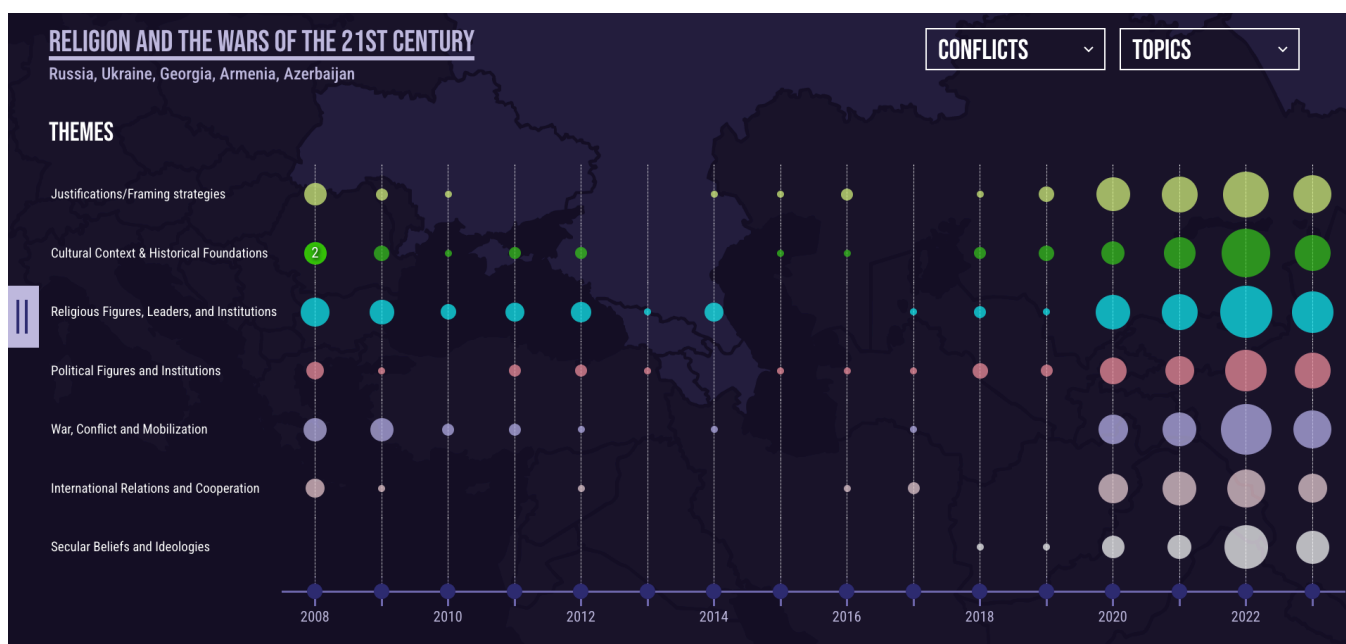 RELIGION AND THE WARS OF THE 21ST CENTURY
Russia, Ukraine, Georgia, Armenia, Azerbaijan
CONFLICTS
TOPICS
THEMES
Justifications/Framing strategies
Cultural Context & Historical Foundations
2
Religious Figures, Leaders, and Institutions
Political Figures and Institutions
War, Conflict and Mobilization
International Relations and Cooperation
Secular Beliefs and Ideologies
2008 2010 2012 2014 2016 2018 2020 2022